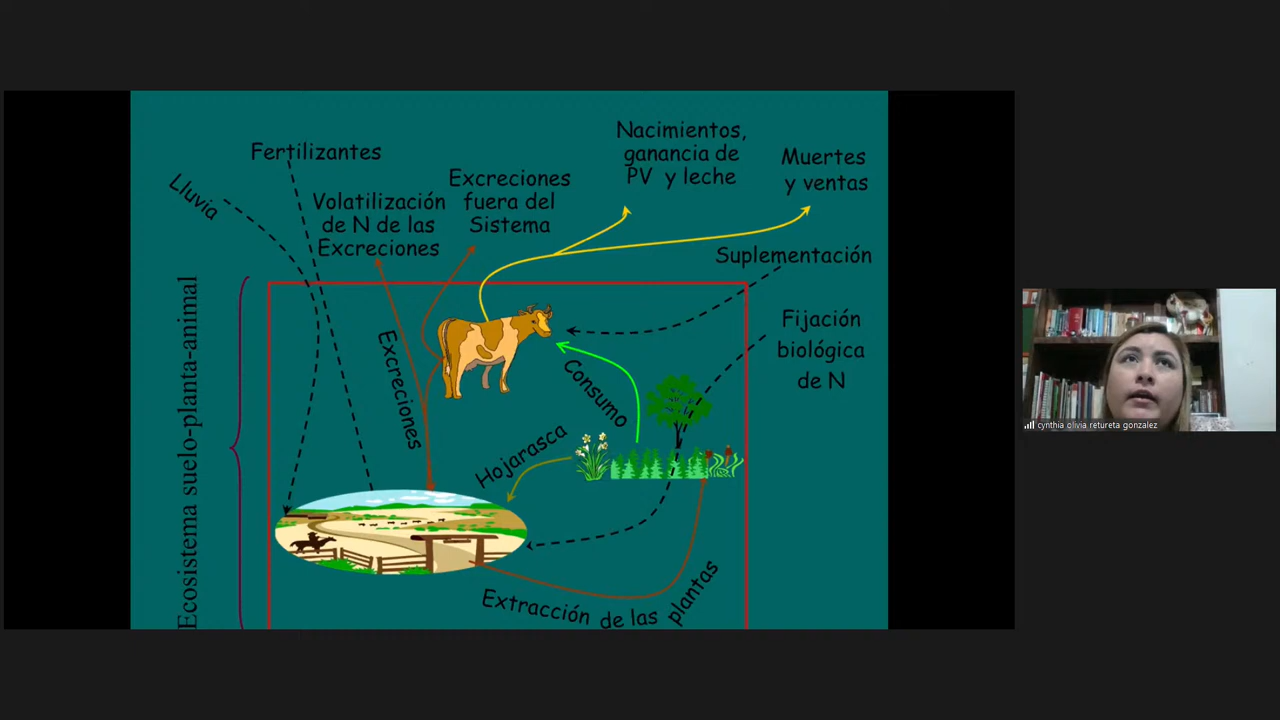 Nacimientos,
ganancia de
PV y leche
Muertes
y ventas
Fertilizantes
Lluvia
Volatilización
de N de las
Excreciones
Excreciones
fuera del
Sistema
Suplementación
Fijación
biológica
de N
Ecosistema suelo-planta-animal
Excreciones
Consumo
Hojarasca
Extracción de las plantas
cynthia olivia retureta gonzalez